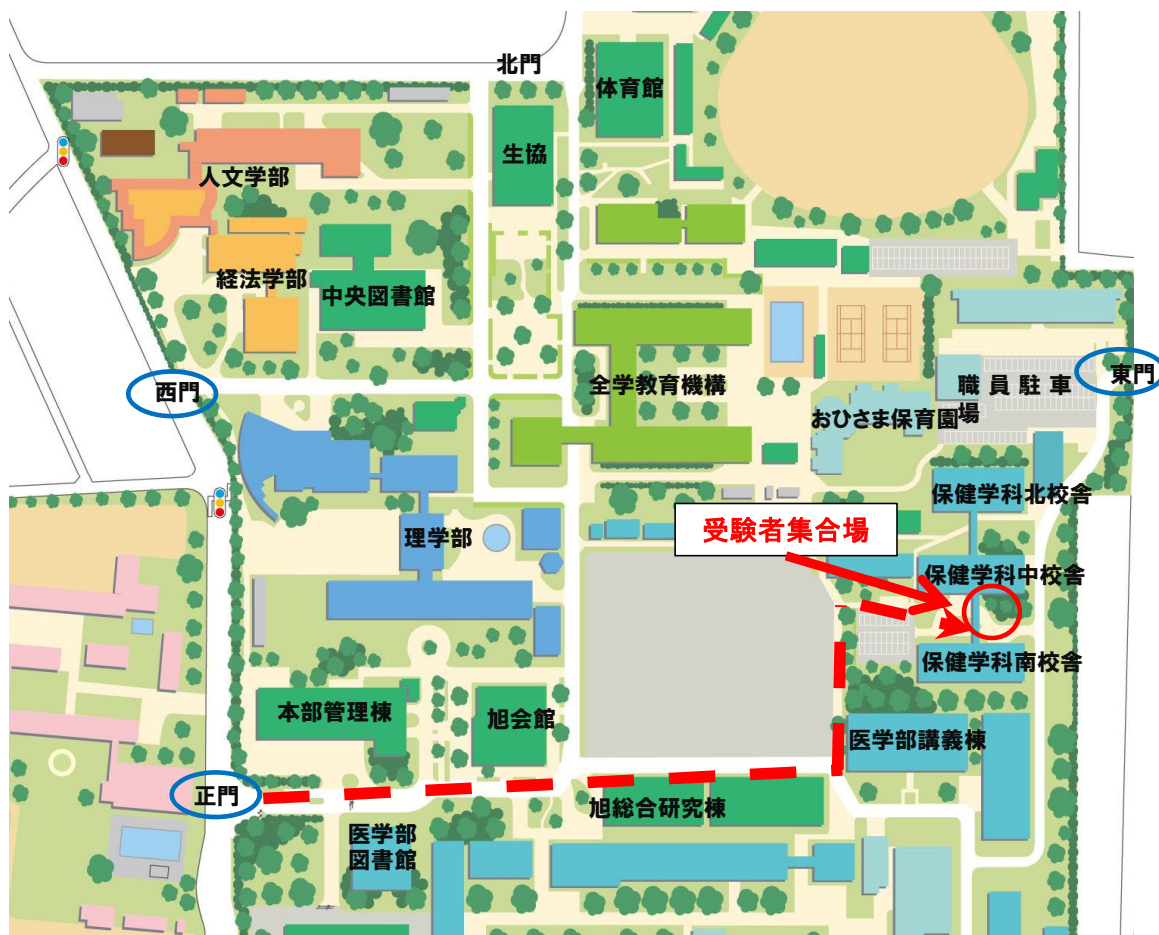 北門
体育館
生協
人文学部
経法学部
中央図書館
西門
全学教育機構
職員駐車
場
東門
おひさま保育園
保健学科北校舎
受験者集合場
理学部
保健学科中校舎
保健学科南校舎
本部管理棟
旭会館
医学部講義棟
正門
旭総合研究棟
医学部
図書館